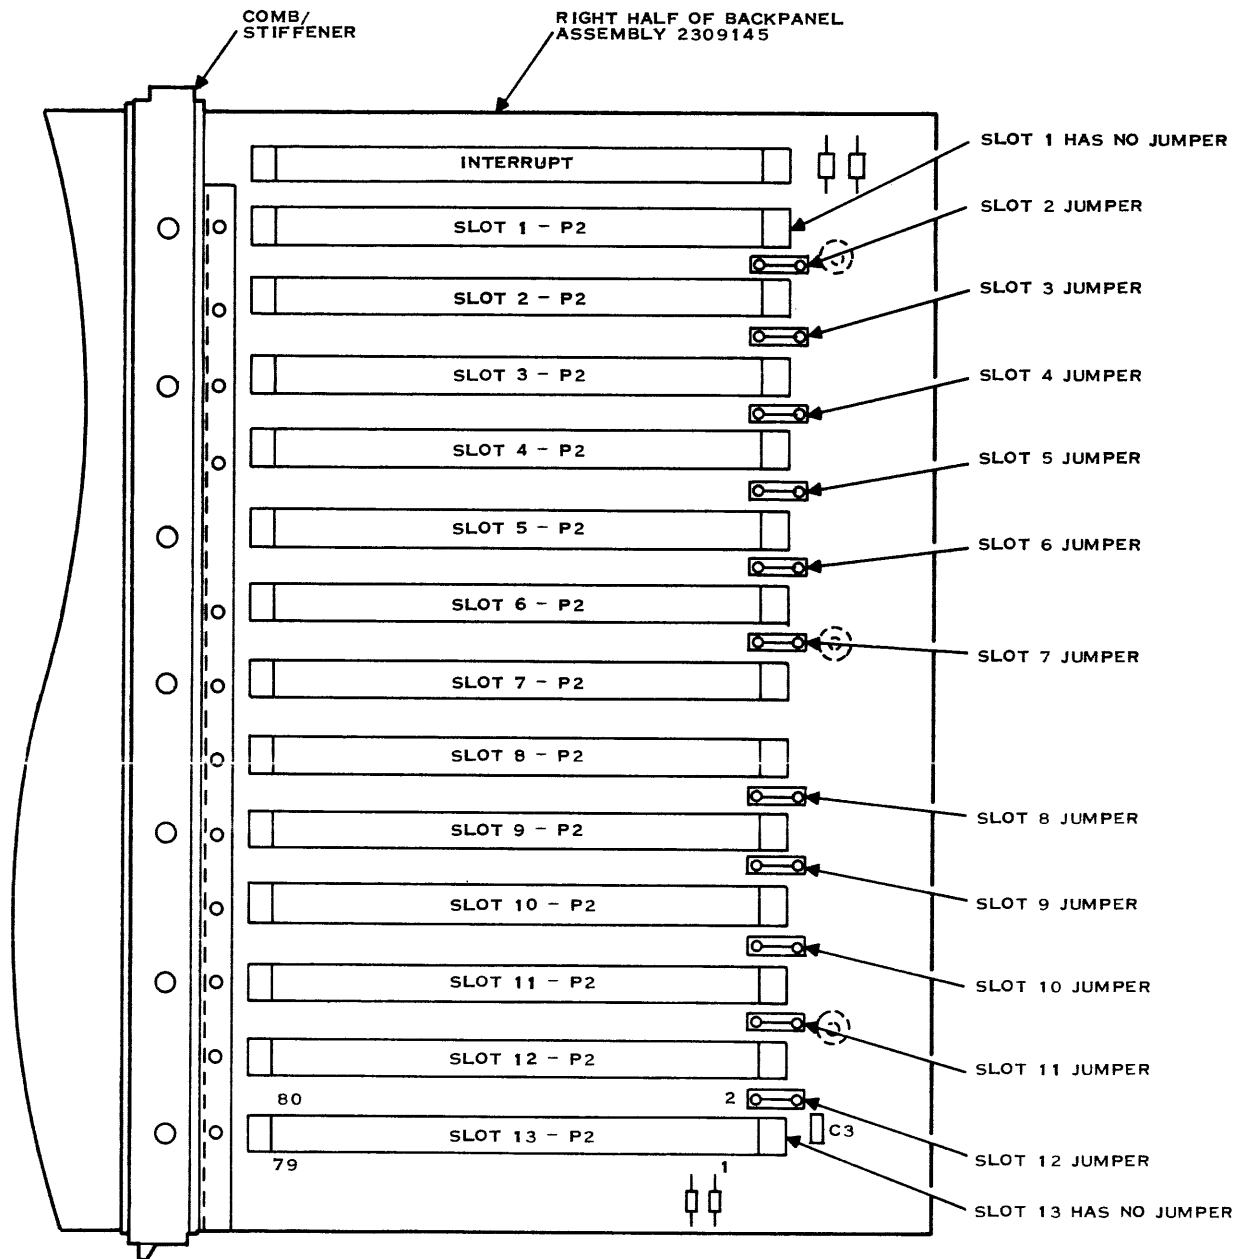 COMB/
STIFFENER
RIGHT HALF OF BACKPANEL
ASSEMBLY 2309145
INTERRUPT
SLOT 1 HAS NO JUMPER
SLOT 1 - P2
SLOT 2 JUMPER
SLOT 2 - P2
SLOT 3 JUMPER
SLOT 3 - P2
SLOT 4 JUMPER
SLOT 4 - P2
SLOT 5 JUMPER
SLOT 5 - P2
SLOT 6 JUMPER
SLOT 6 - P2
SLOT 7 JUMPER
SLOT 7 - P2
SLOT 8 - P2
SLOT 8 JUMPER
SLOT 9 - P2
SLOT 9 JUMPER
SLOT 10 - P2
SLOT 10 JUMPER
SLOT 11 - P2
SLOT 11 JUMPER
SLOT 12 - P2
80
2
C3
SLOT 13 - P2
79
1
SLOT 12 JUMPER
SLOT 13 HAS NO JUMPER